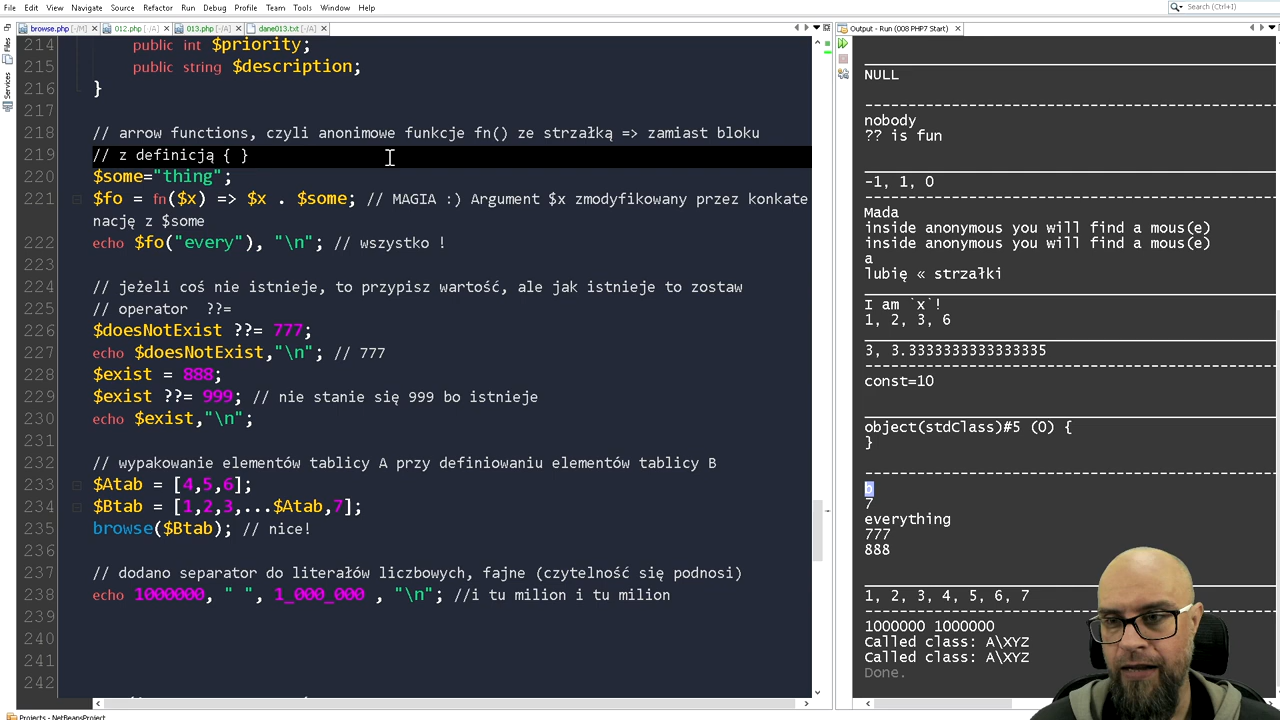 File Edit View Navigate Source Refactor Run Debug Profile Team Tools Window Help
Search (Ctrl+I)
browse.php [-/M] 012.php [-/A] 013.php [-/A] dane013.txt [-/A]
Output - Run (008 PHP7 Start)
Files
Services
214 public int $priority;
215 public string $description;
216 }
217
218 // arrow functions, czyli anonimowe funkcje fn() ze strzałką => zamiast bloku
219 // z definicją { }
220 $some="thing";
221 $fo = fn($x) => $x . $some; // MAGIA :) Argument $x zmodyfikowany przez konkate
nację z $some
222 echo $fo("every"), "\n"; // wszystko !
223
224 // jeżeli coś nie istnieje, to przypisz wartość, ale jak istnieje to zostaw
225 // operator ??=
226 $doesNotExist ??= 777;
227 echo $doesNotExist,"\n"; // 777
228 $exist = 888;
229 $exist ??= 999; // nie stanie się 999 bo istnieje
230 echo $exist,"\n";
231
232 // wypakowanie elementów tablicy A przy definiowaniu elementów tablicy B
233 $Atab = [4,5,6];
234 $Btab = [1,2,3,...$Atab,7];
235 browse($Btab); // nice!
236
237 // dodano separator do literałów liczbowych, fajne (czytelność się podnosi)
238 echo 1000000, " ", 1_000_000 , "\n"; //i tu milion i tu milion
239
240
241
242
NULL
nobody
?? is fun
-1, 1, 0
Mada
inside anonymous you will find a mous(e)
inside anonymous you will find a mous(e)
a
lubię « strzałki
I am `x`!
1, 2, 3, 6
3, 3.3333333333333335
const=10
object(stdClass)#5 (0) {
}
7
everything
777
888
1, 2, 3, 4, 5, 6, 7
1000000 1000000
Called class: A\XYZ
Called class: A\XYZ
Done.
Projects - NetBeansProject